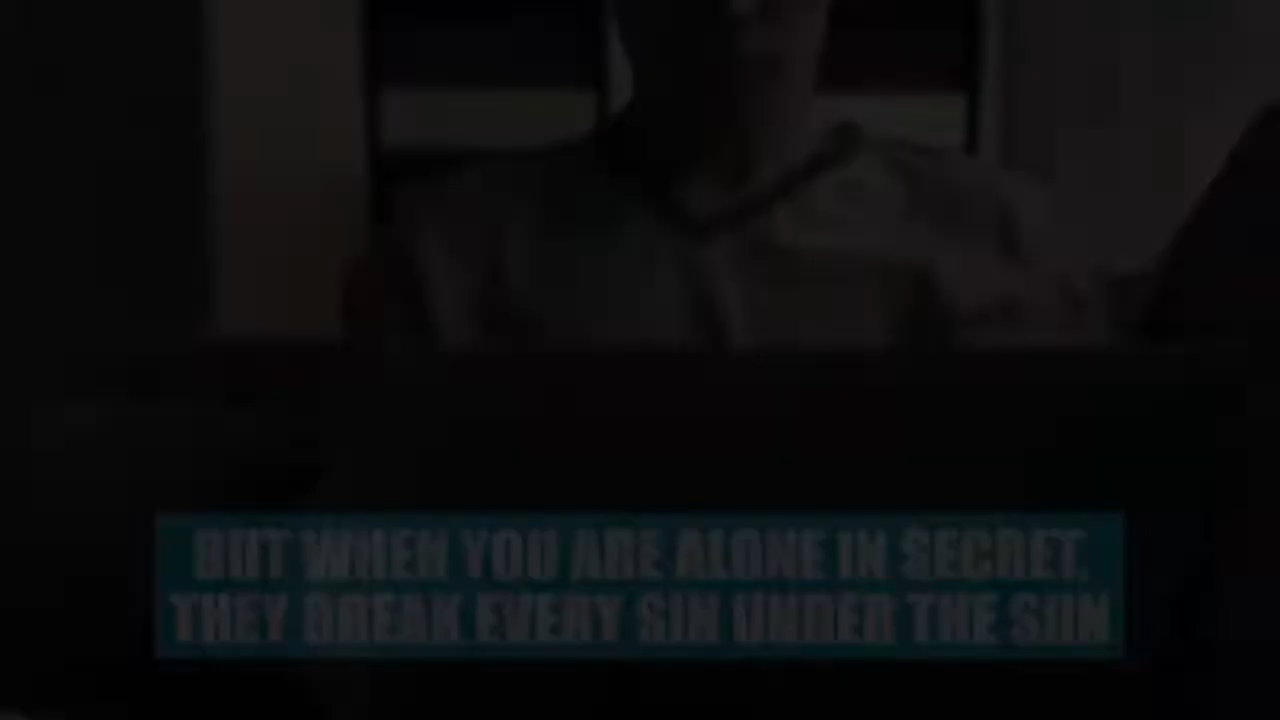 BUT WHEN YOU ARE ALONE IN SECRET,
THEY BREAK EVERY SIN UNDER THE SUN